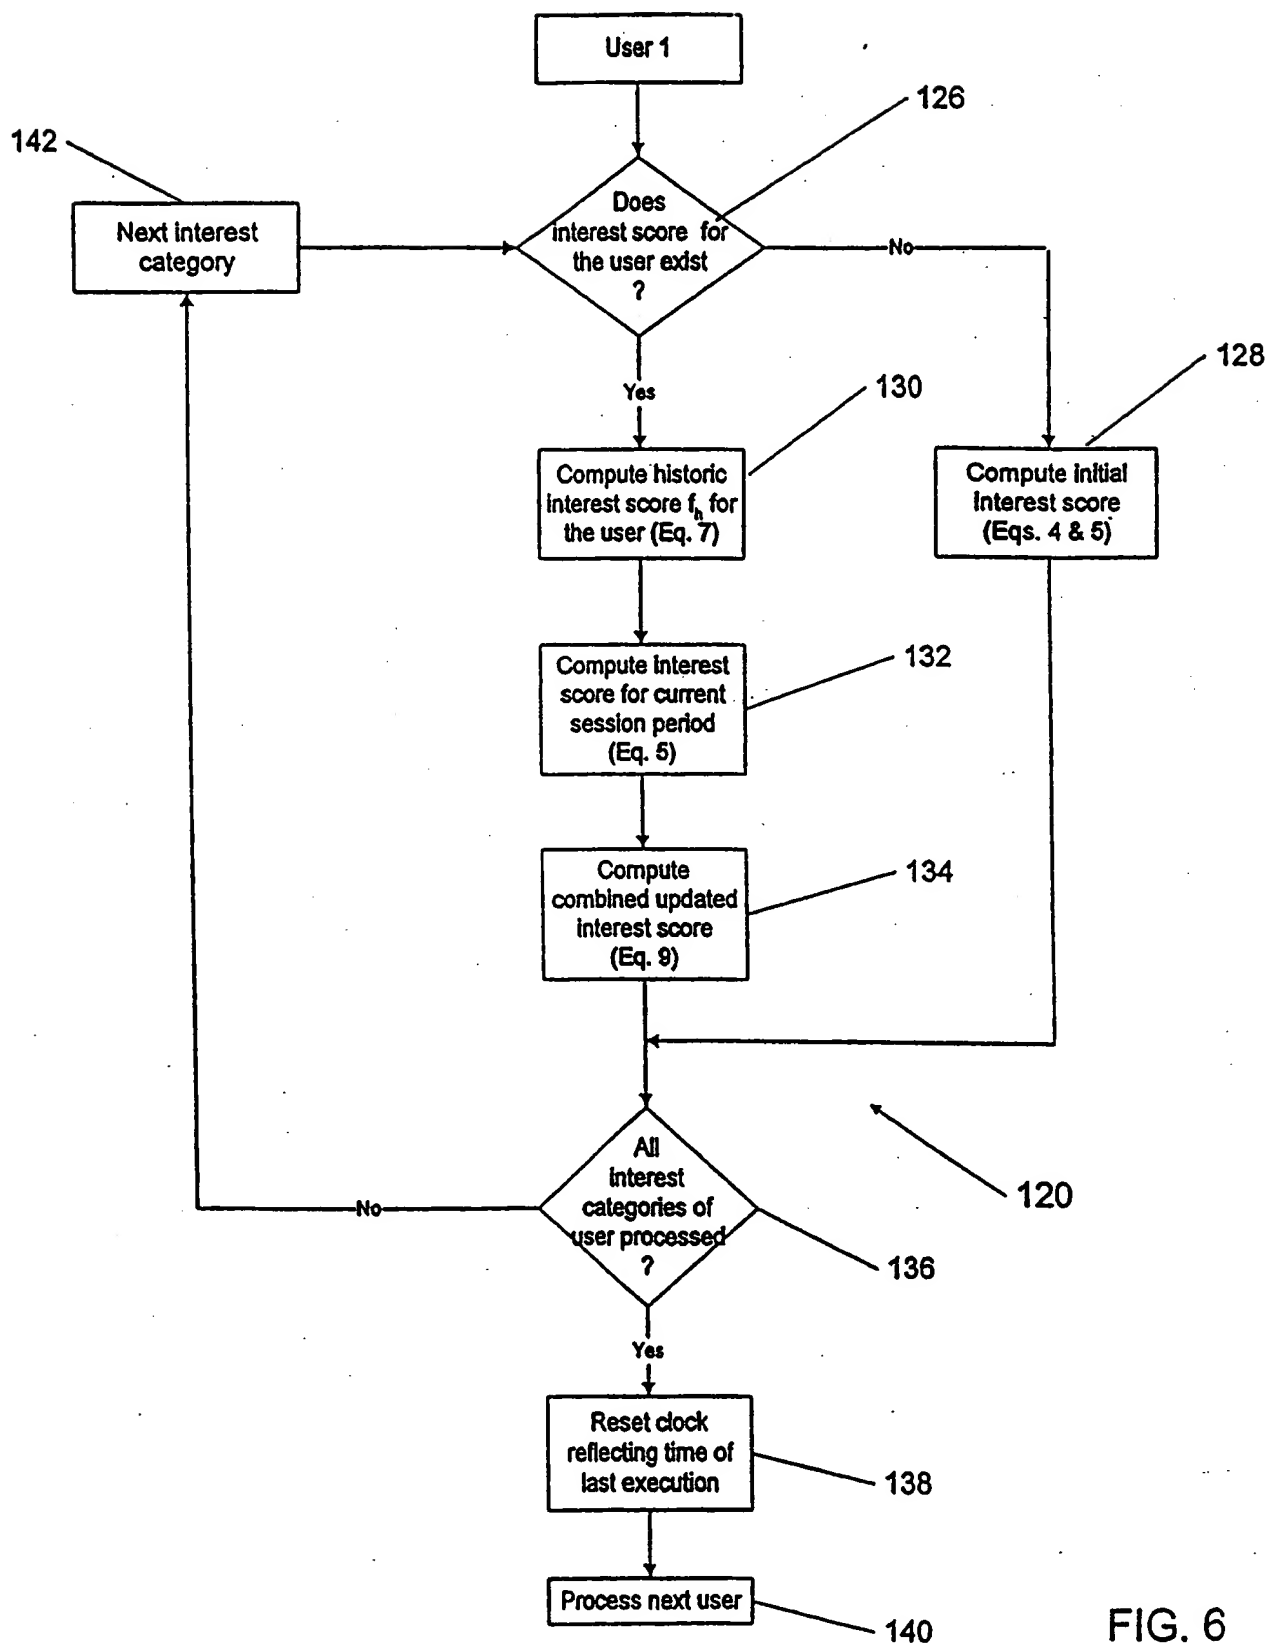 User 1
126
142
Does
interest score for
the user exist
?
Next interest
category
No
128
Yes
130
Compute historic
interest score fh for
the user (Eq. 7)
Compute initial
interest score
(Eqs. 4 & 5)
132
Compute interest
score for current
session period
(Eq. 5)
134
Compute
combined updated
interest score
(Eq. 9)
All
interest
categories of
user processed
?
120
No
136
Yes
Reset clock
reflecting time of
last execution
138
Process next user
140
FIG. 6